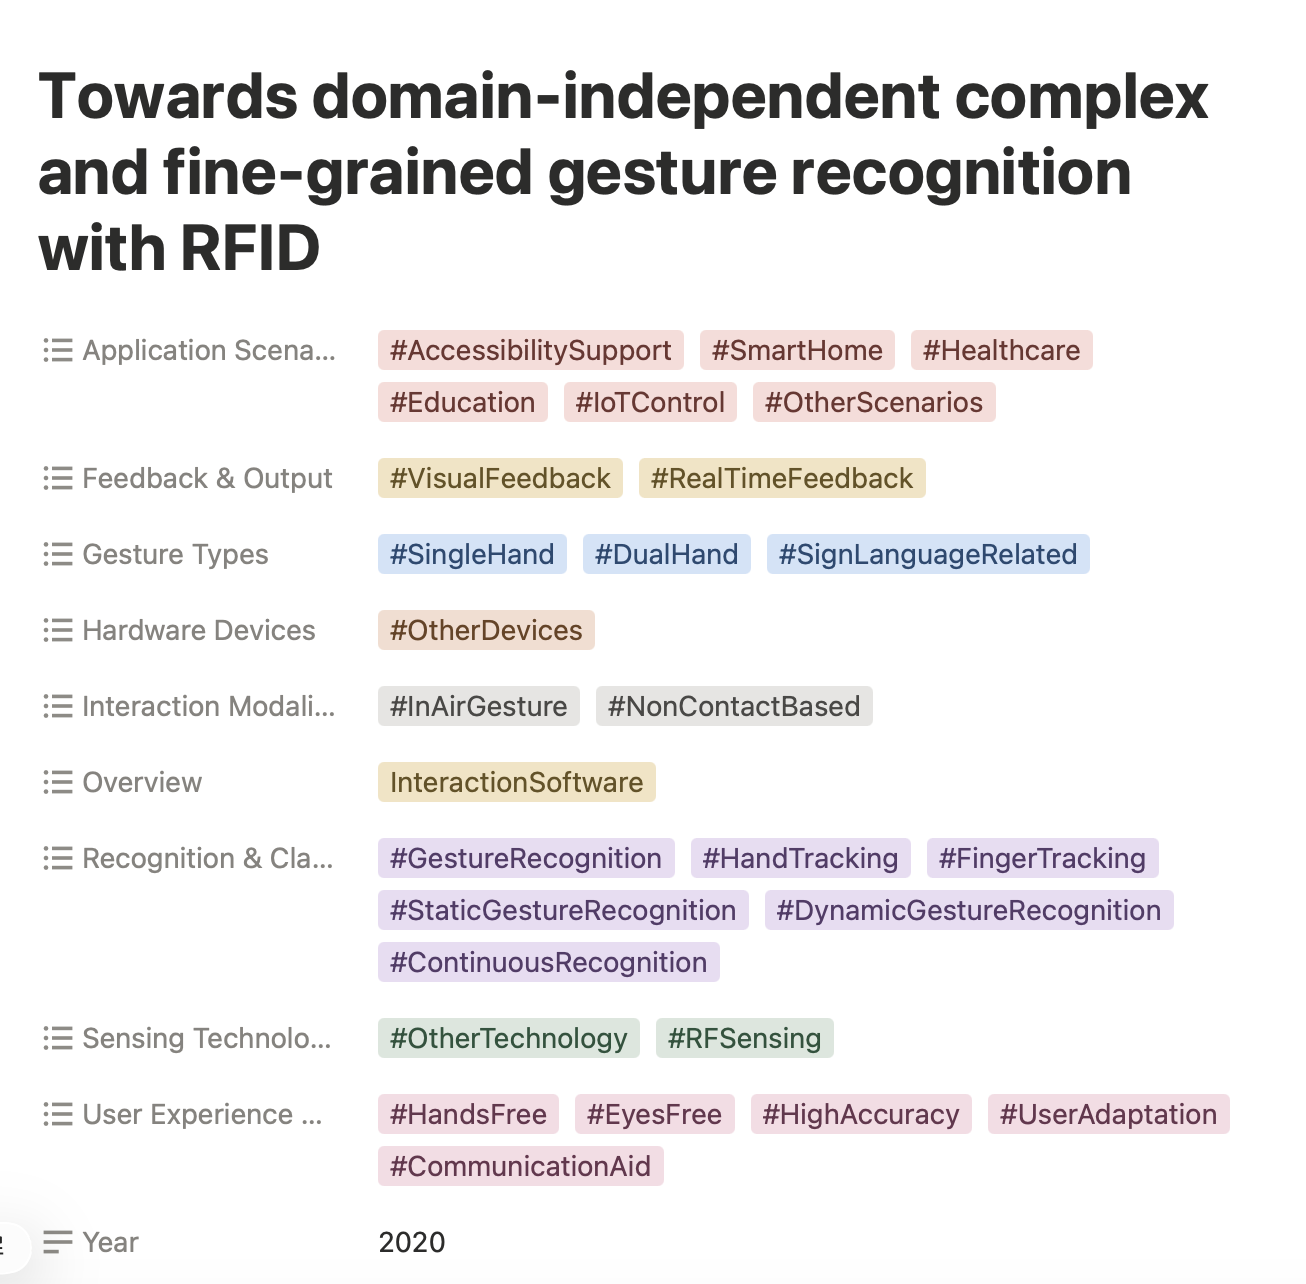 Towards domain-independent complex
and fine-grained gesture recognition
with RFID
Application Scena... #AccessibilitySupport #SmartHome #Healthcare
#Education #IoTControl #OtherScenarios
Feedback & Output #VisualFeedback #RealTimeFeedback
Gesture Types #SingleHand #DualHand #SignLanguageRelated
Hardware Devices #OtherDevices
Interaction Modali... #InAirGesture #NonContactBased
Overview InteractionSoftware
Recognition & Cla... #GestureRecognition #HandTracking #FingerTracking
#StaticGestureRecognition #DynamicGestureRecognition
#ContinuousRecognition
Sensing Technolo... #OtherTechnology #RFSensing
User Experience ... #HandsFree #EyesFree #HighAccuracy #UserAdaptation
#CommunicationAid
Year 2020